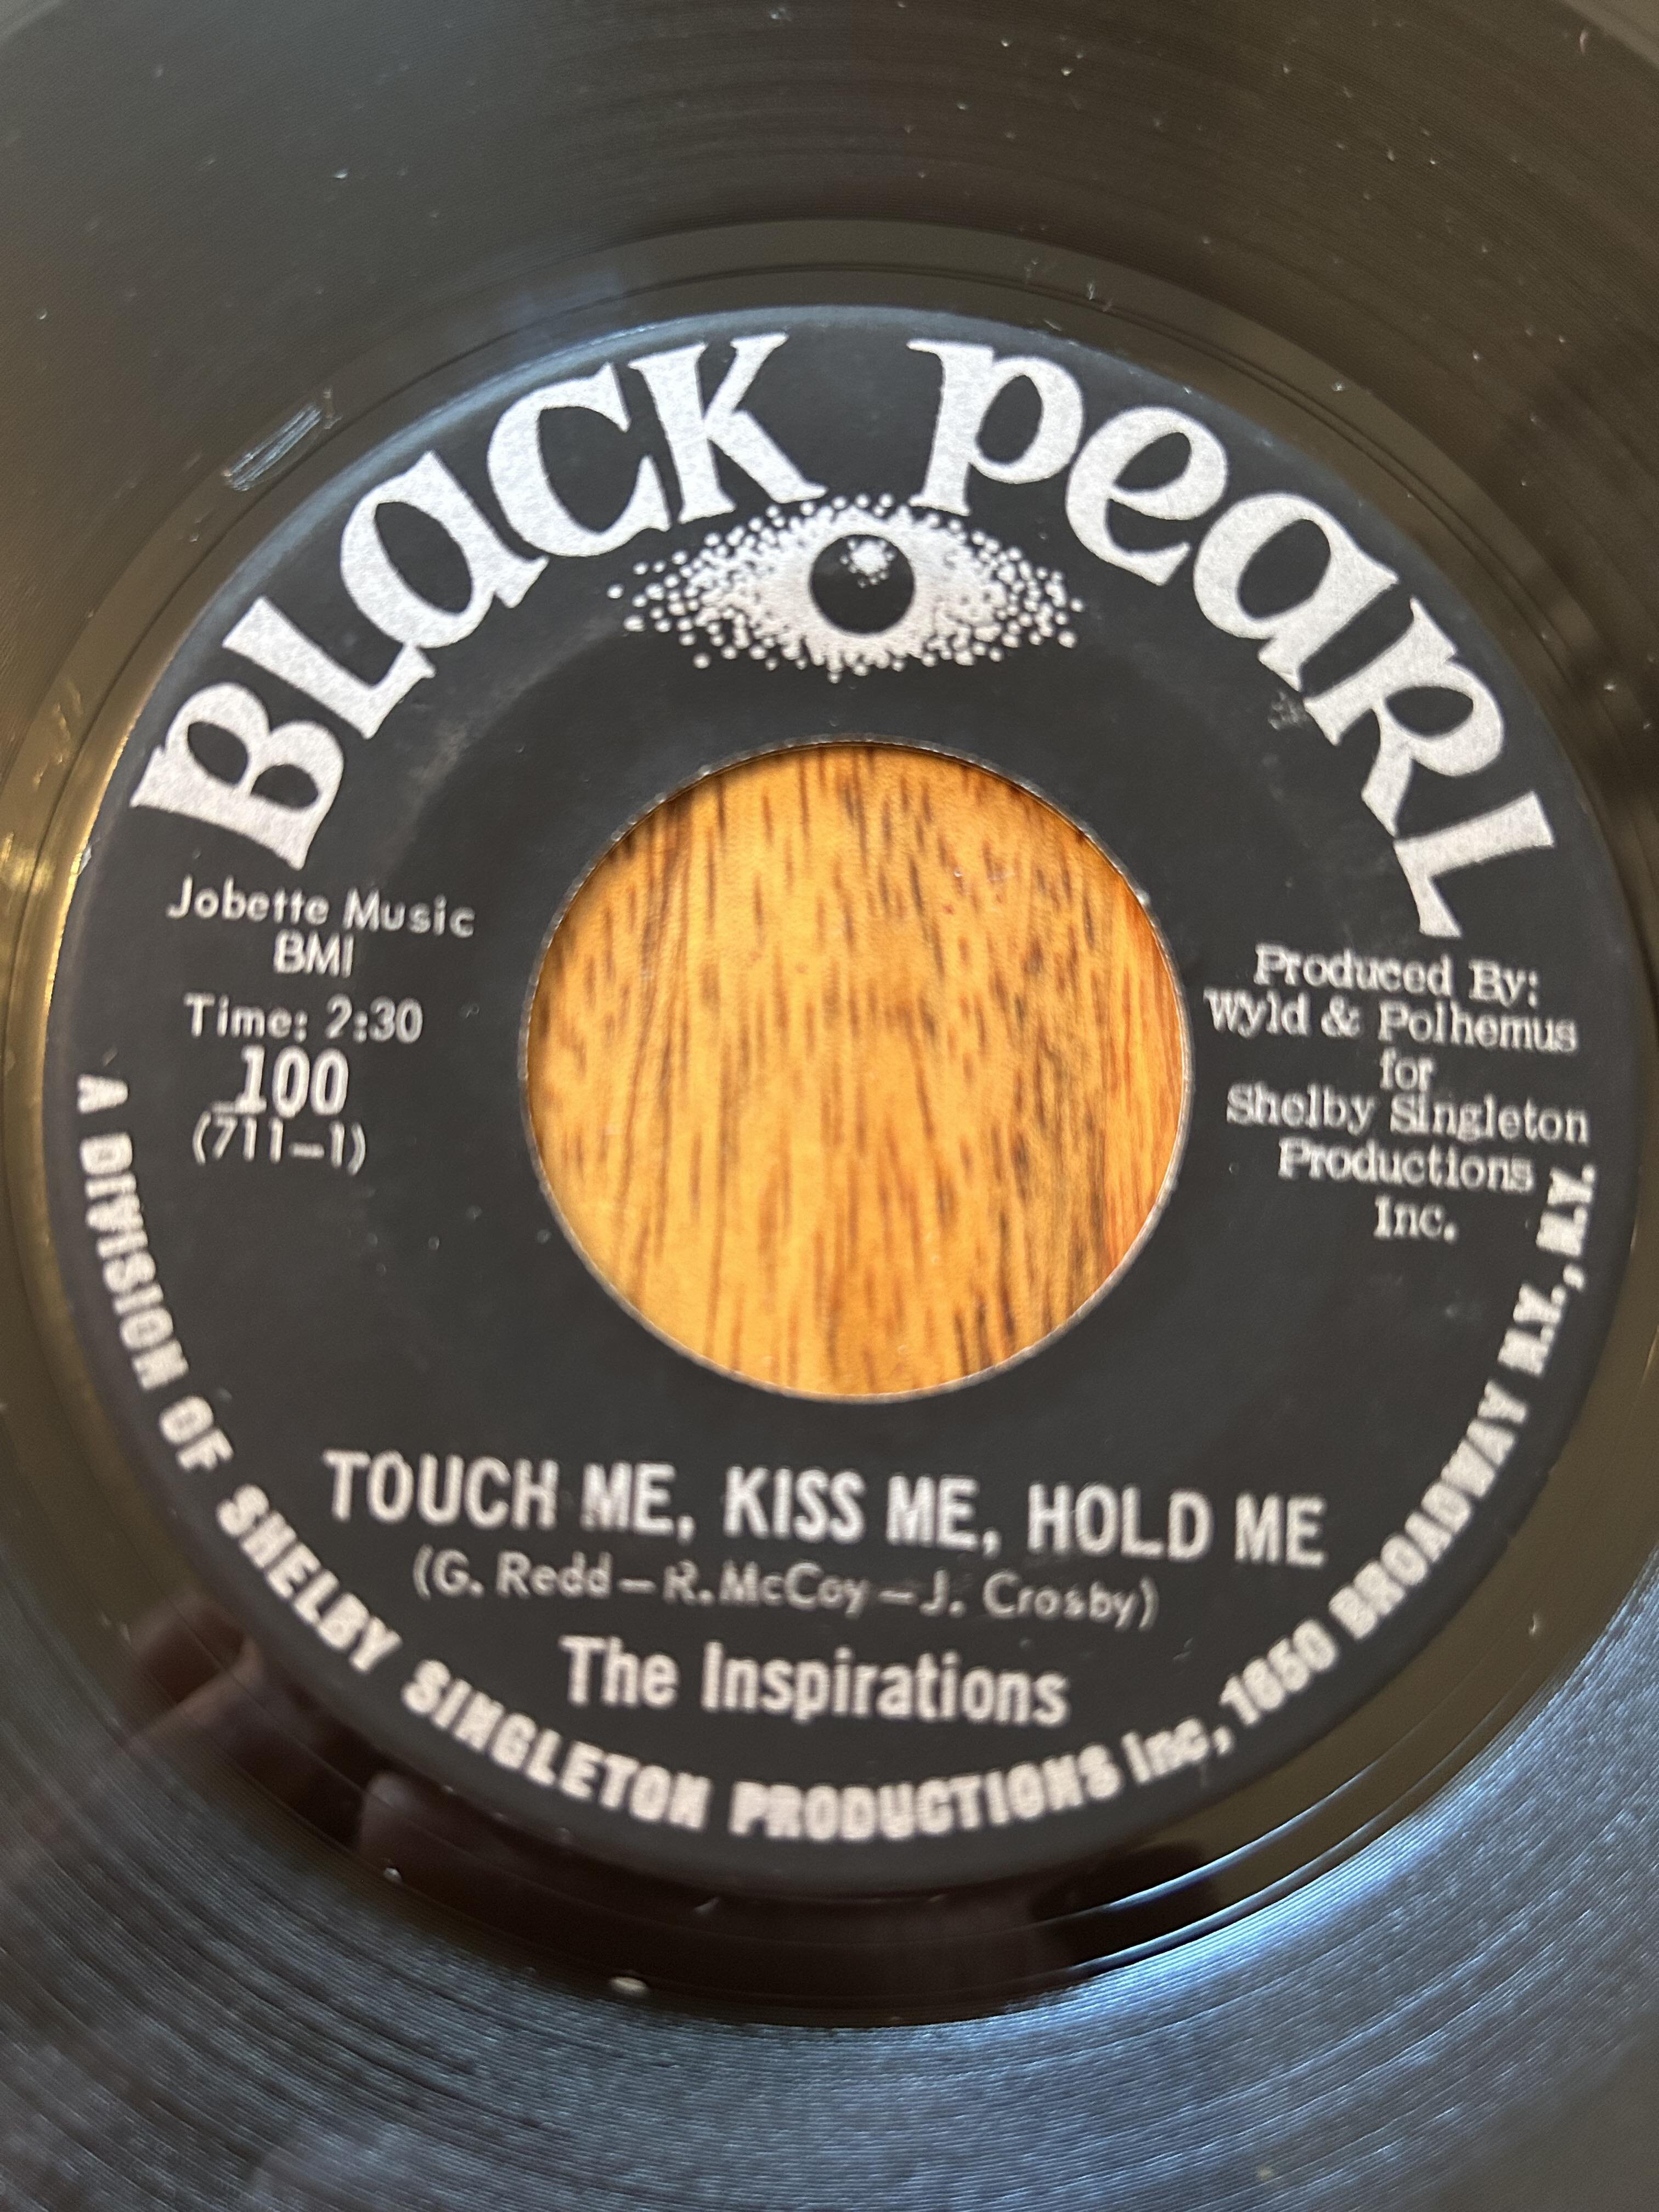 BLACK PEARL
Jobette Music
BMI
Time: 2:30
100
(711-1)
Produced By:
Wyld & Polhemus
for
Shelby Singleton
Productions
Inc.
TOUCH ME, KISS ME, HOLD ME
(G. Redd - R. McCoy - J. Crosby)
The Inspirations
A DIVISION OF SHELBY SINGLETON PRODUCTIONS Inc, 1650 BROADWAY N.Y., N.Y.